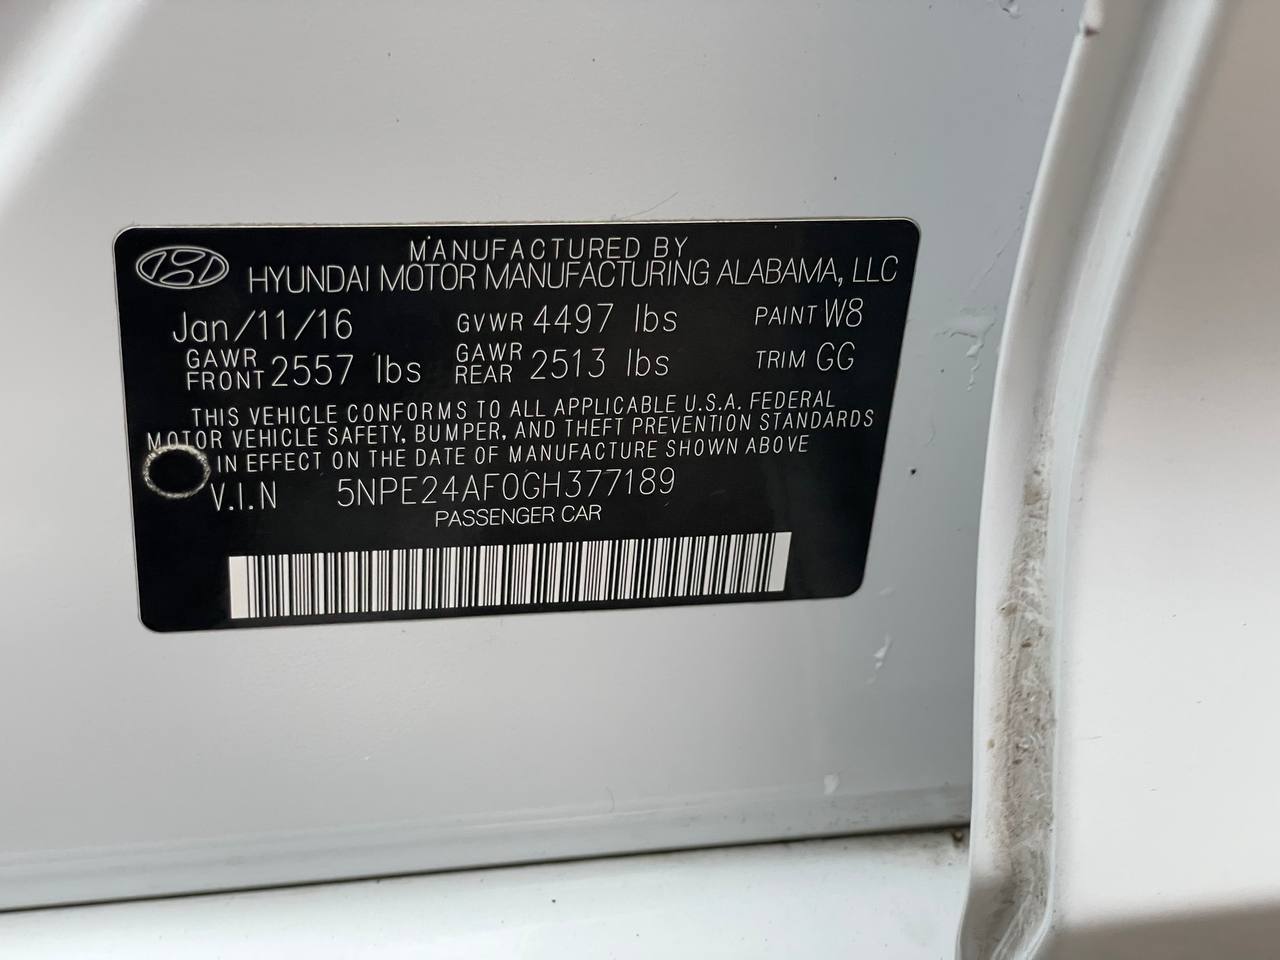 MANUFACTURED BY
HYUNDAI MOTOR MANUFACTURING ALABAMA, LLC
Jan/11/16 GVWR 4497 lbs PAINT W8
GAWR FRONT 2557 lbs GAWR REAR 2513 lbs TRIM GG
THIS VEHICLE CONFORMS TO ALL APPLICABLE U.S.A. FEDERAL
MOTOR VEHICLE SAFETY, BUMPER, AND THEFT PREVENTION STANDARDS
IN EFFECT ON THE DATE OF MANUFACTURE SHOWN ABOVE
V.I.N 5NPE24AF0GH377189
PASSENGER CAR